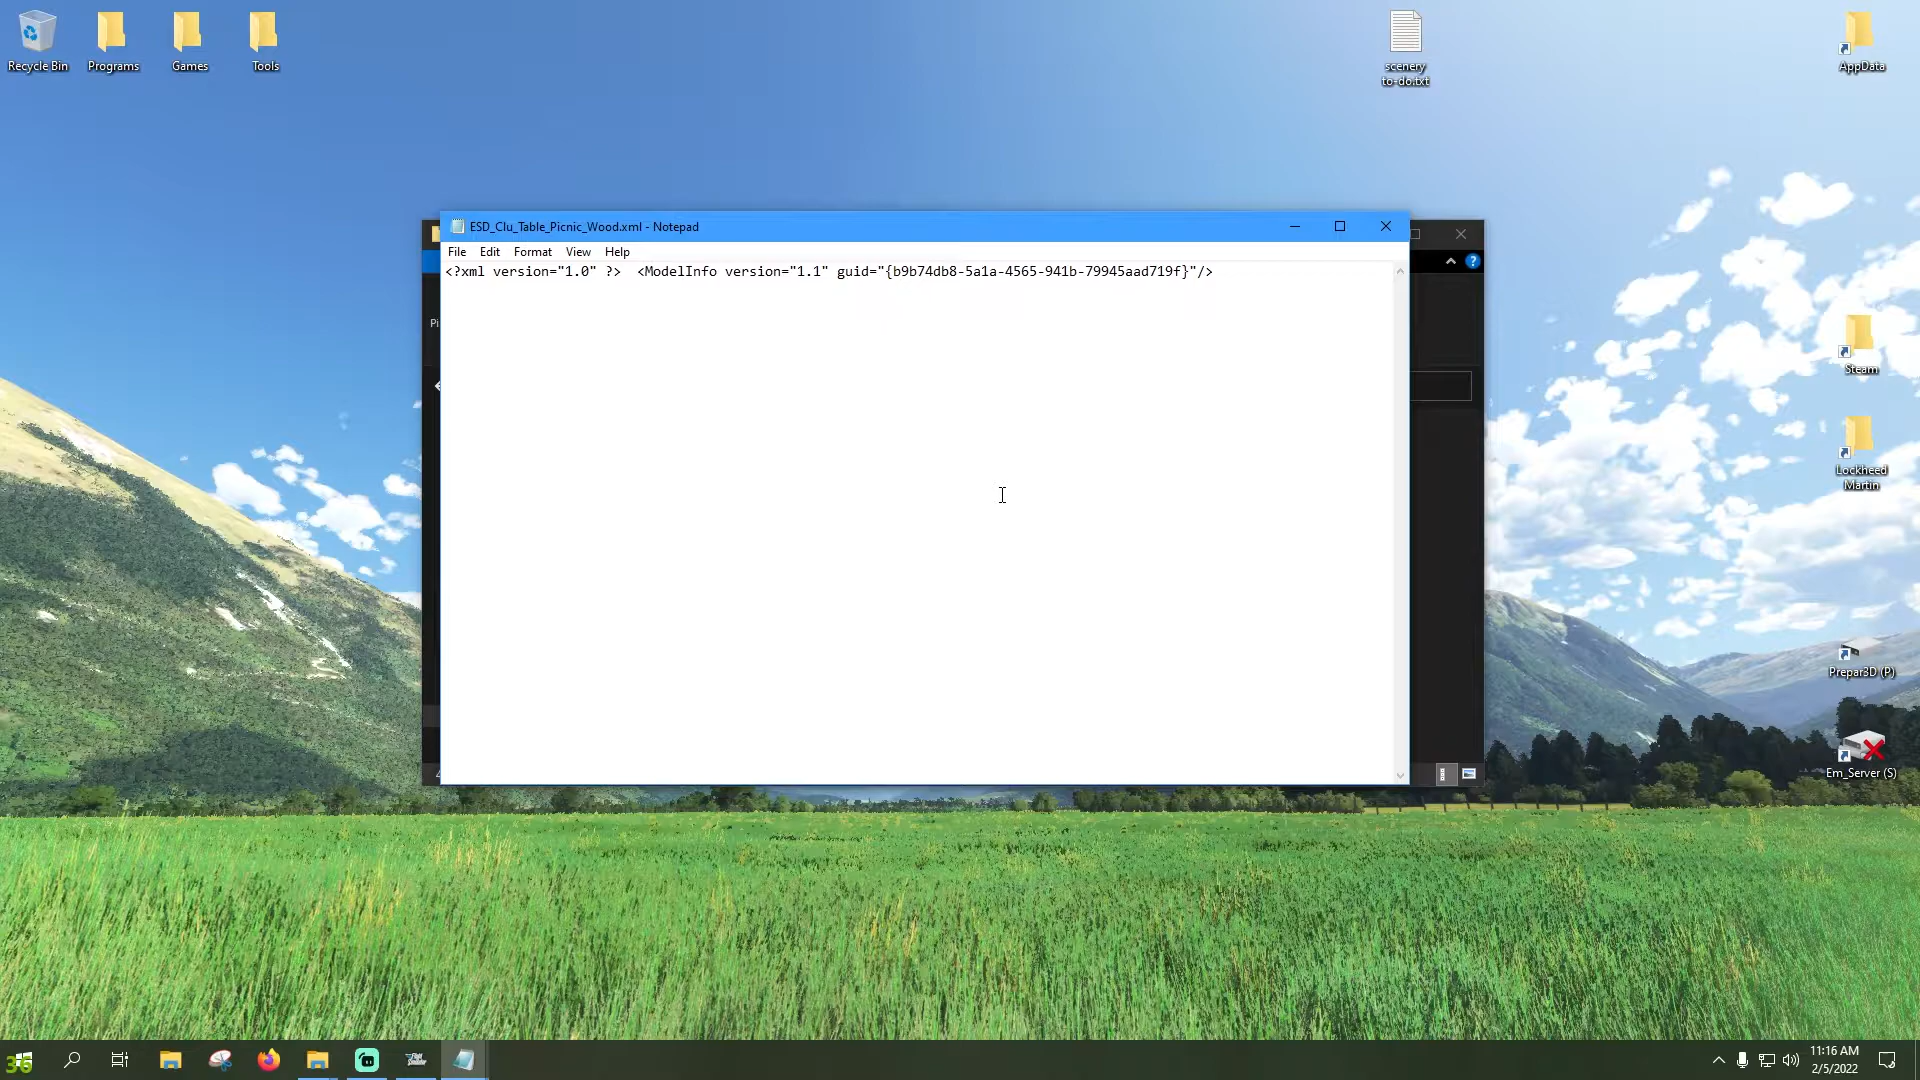 Recycle Bin
Programs
Games
Tools
scenery
to-do.txt
AppData
ESD_Clu_Table_Picnic_Wood.xml - Notepad
File Edit Format View Help
<?xml version="1.0" ?>  <ModelInfo version="1.1" guid="{b9b74db8-5a1a-4565-941b-79945aad719f}"/>
Steam
Lockheed
Martin
Prepar3D (P)
Em_Server (S)
36
11:16 AM
2/5/2022